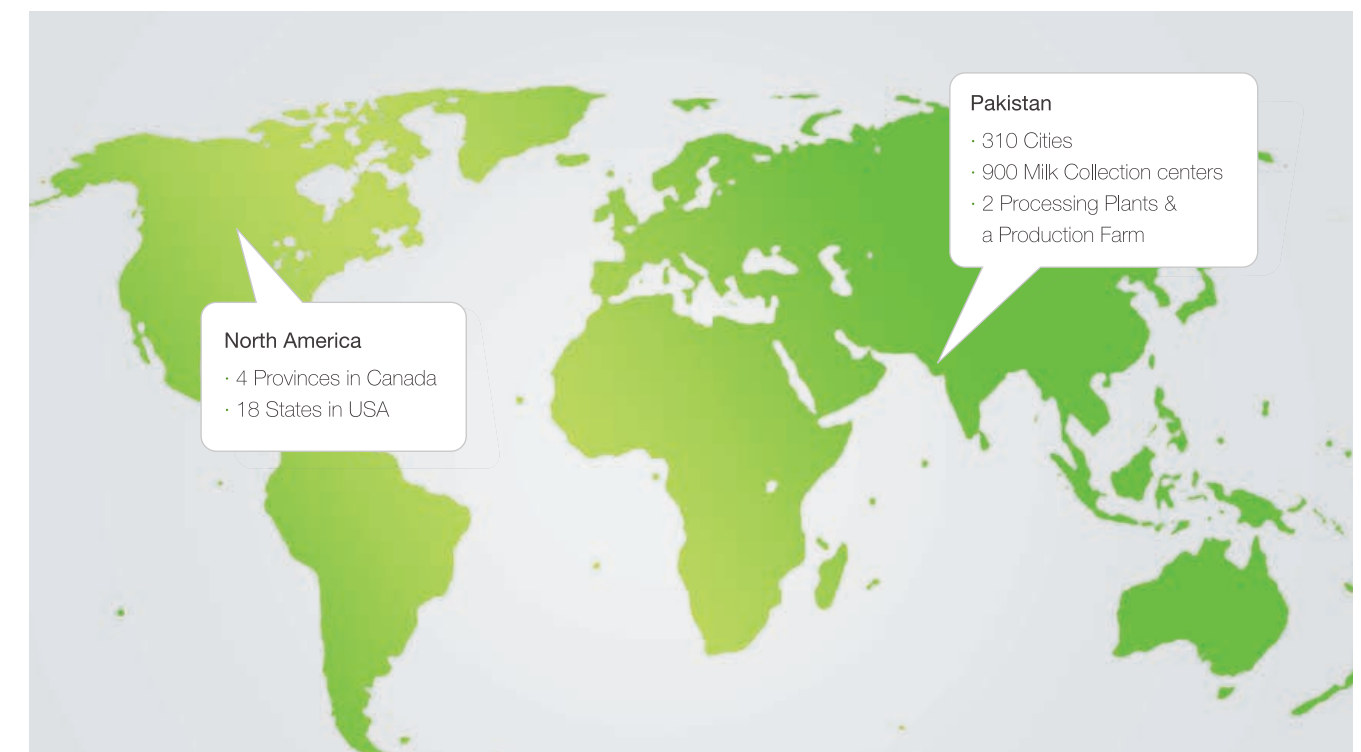 Pakistan
· 310 Cities
· 900 Milk Collection centers
· 2 Processing Plants &
a Production Farm
North America
· 4 Provinces in Canada
· 18 States in USA